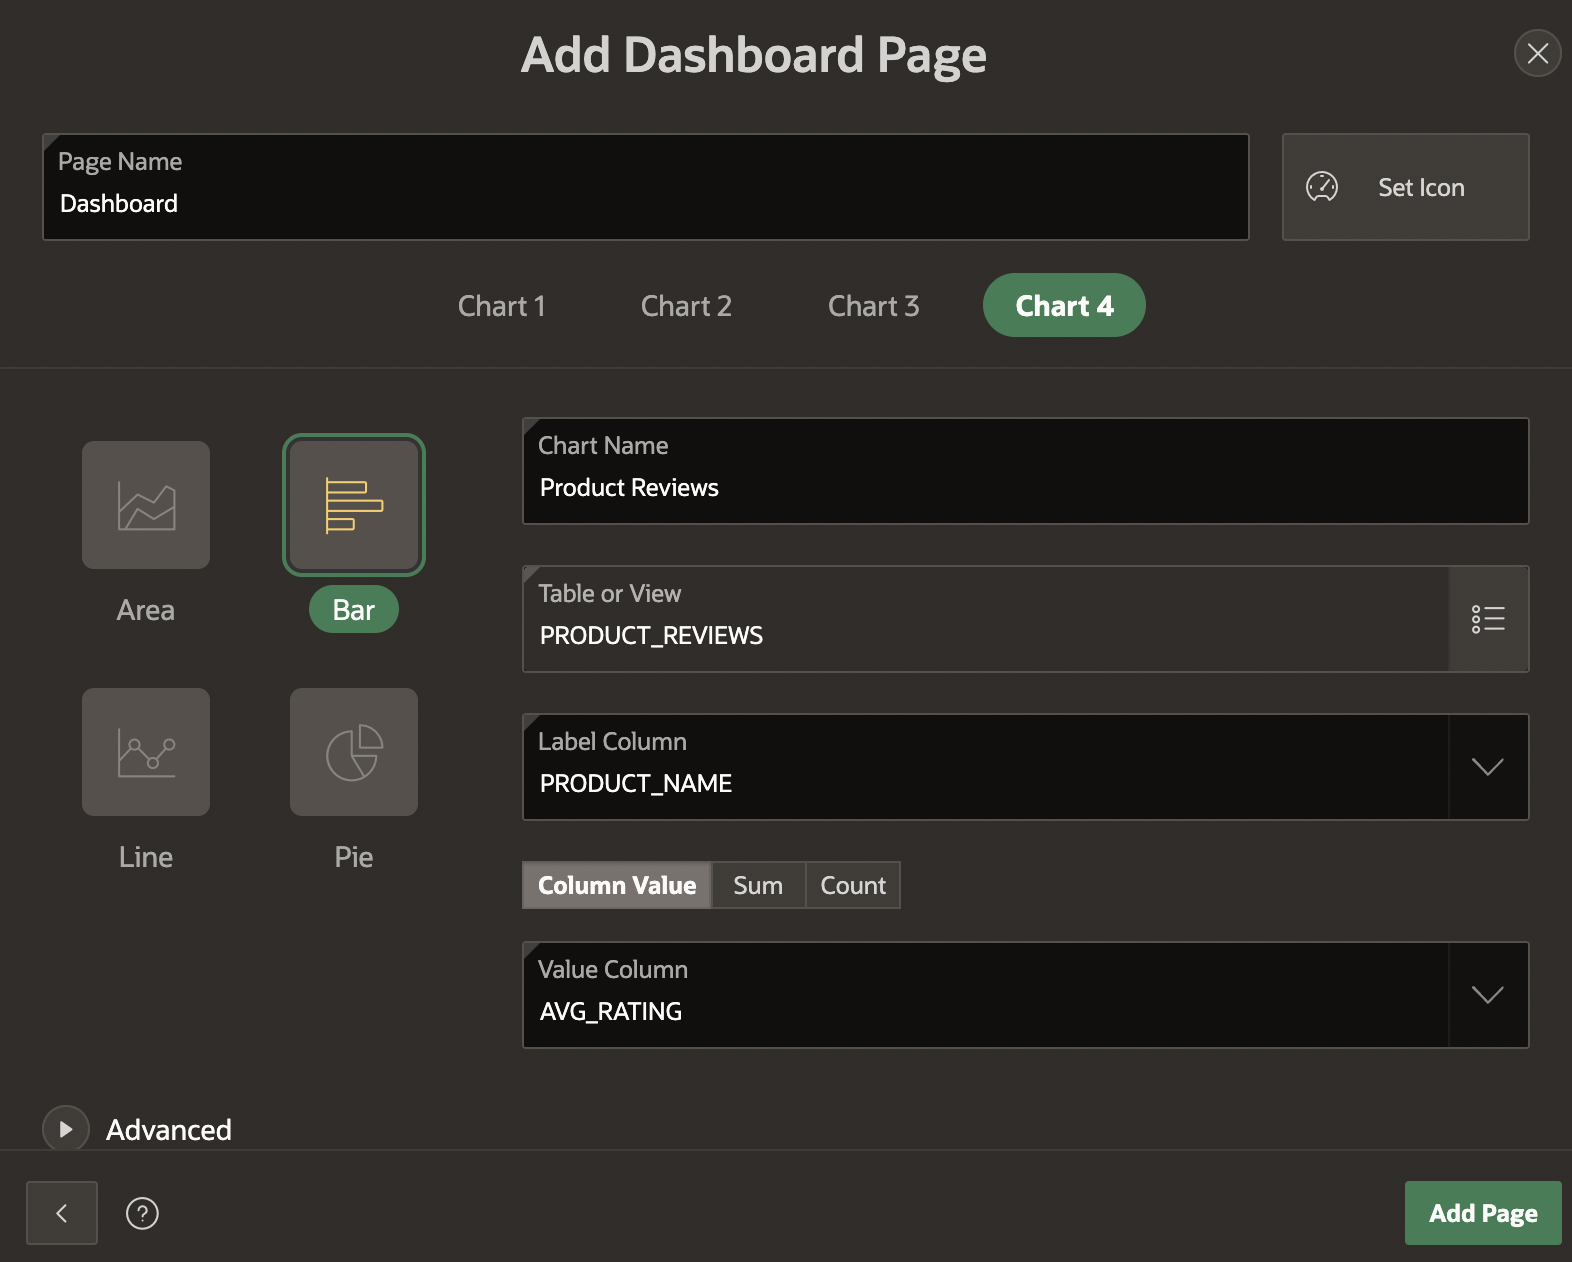 Add Dashboard Page
Page Name
Dashboard
Set Icon
Chart 1
Chart 2
Chart 3
Chart 4
Area
Bar
Line
Pie
Chart Name
Product Reviews
Table or View
PRODUCT_REVIEWS
Label Column
PRODUCT_NAME
Column Value
Sum
Count
Value Column
AVG_RATING
Advanced
?
Add Page